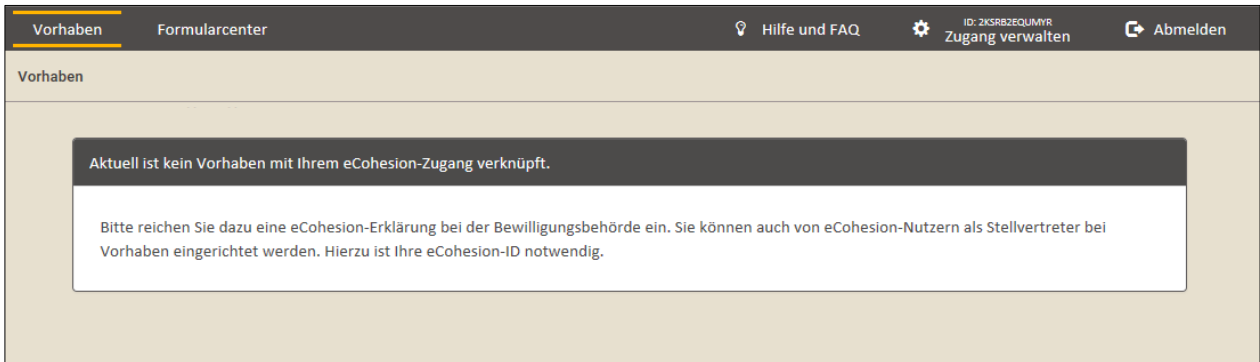 Vorhaben Formularcenter Hilfe und FAQ ID: 2KSRB2EQUMYR Zugang verwalten Abmelden
Vorhaben
Aktuell ist kein Vorhaben mit Ihrem eCohesion-Zugang verknüpft.
Bitte reichen Sie dazu eine eCohesion-Erklärung bei der Bewilligungsbehörde ein. Sie können auch von eCohesion-Nutzern als Stellvertreter bei
Vorhaben eingerichtet werden. Hierzu ist Ihre eCohesion-ID notwendig.